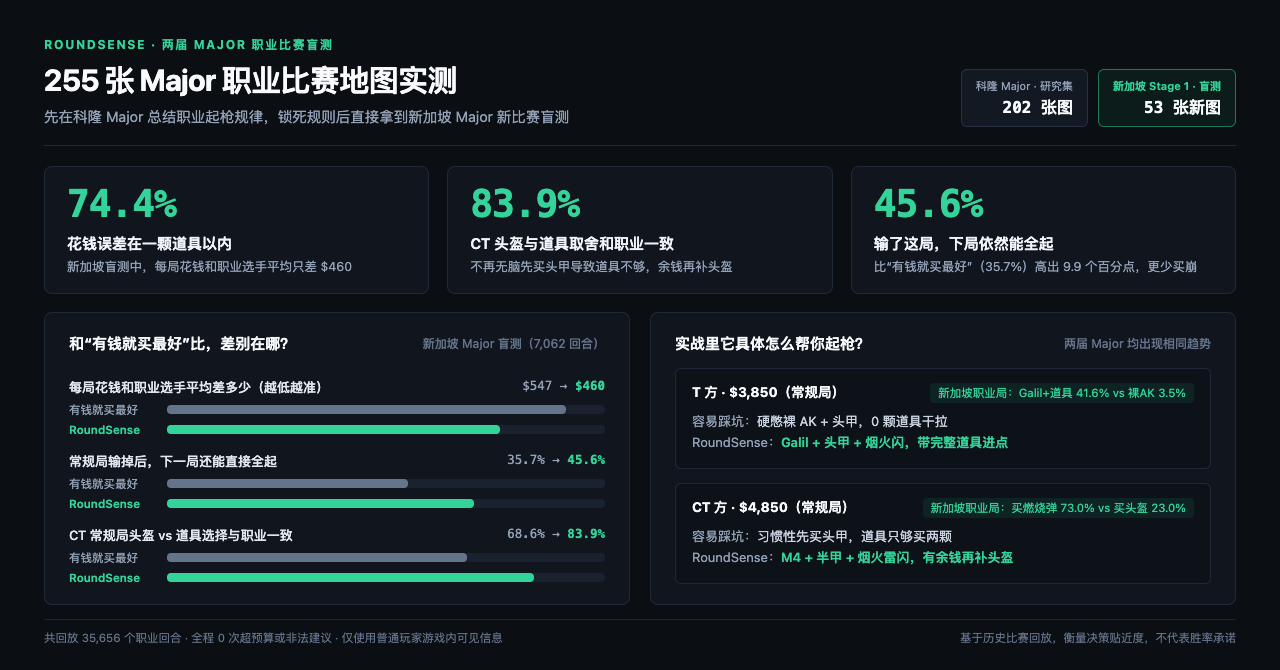 ROUNDSENSE · 两届 MAJOR 职业比赛盲测
255 张 Major 职业比赛地图实测
先在科隆 Major 总结职业起枪规律，锁死规则后直接拿到新加坡 Major 新比赛盲测
科隆 Major · 研究集
202 张图
新加坡 Stage 1 · 盲测
53 张新图
74.4%
花钱误差在一颗道具以内
新加坡盲测中，每局花钱和职业选手平均只差 $460
83.9%
CT 头盔与道具取舍和职业一致
不再无脑先买头甲导致道具不够，余钱再补头盔
45.6%
输了这局，下局依然能全起
比“有钱就买最好”（35.7%）高出 9.9 个百分点，更少买崩
和“有钱就买最好”比，差别在哪？
新加坡 Major 盲测（7,062 回合）
每局花钱和职业选手平均差多少（越低越准）
$547 → $460
有钱就买最好
RoundSense
常规局输掉后，下一局还能直接全起
35.7% → 45.6%
有钱就买最好
RoundSense
CT 常规局头盔 vs 道具选择与职业一致
68.6% → 83.9%
有钱就买最好
RoundSense
实战里它具体怎么帮你起枪？
两届 Major 均出现相同趋势
T 方 · $3,850（常规局）
新加坡职业局：Galil+道具 41.6% vs 裸AK 3.5%
容易踩坑：硬憋裸 AK + 头甲，0 颗道具干拉
RoundSense：Galil + 头甲 + 烟火闪，带完整道具进点
CT 方 · $4,850（常规局）
新加坡职业局：买燃烧弹 73.0% vs 买头盔 23.0%
容易踩坑：习惯性先买头甲，道具只够买两颗
RoundSense：M4 + 半甲 + 烟火雷闪，有余钱再补头盔
共回放 35,656 个职业回合 · 全程 0 次超预算或非法建议 · 仅使用普通玩家游戏内可见信息
基于历史比赛回放，衡量决策贴近度，不代表胜率承诺